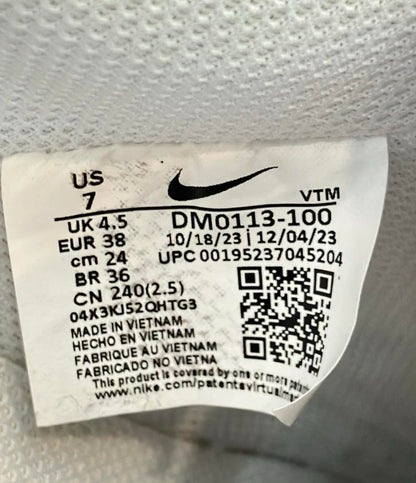 US
7
VTM
UK 4.5
DM0113-100
EUR 38
10/18/23 | 12/04/23
cm 24
UPC 00195237045204
BR 36
CN 240(2.5)
04X3KJ52QHTG3
MADE IN VIETNAM
HECHO EN VIETNAM
FABRIQUE AU VIETNAM
FABRICADO NO VIETNA
This product is covered by one or more
www.nike.com/patentsvirtual